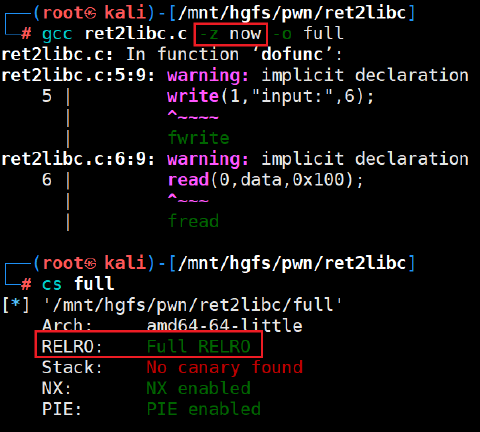 (root㉿kali)-[/mnt/hgfs/pwn/ret2libc]
# gcc ret2libc.c -z now -o full
ret2libc.c: In function ‘dofunc’:
ret2libc.c:5:9: warning: implicit declaration
5 | write(1,"input:",6);
| ^~~~~
| fwrite
ret2libc.c:6:9: warning: implicit declaration
6 | read(0,data,0x100);
| ^~~~
| fread
(root㉿kali)-[/mnt/hgfs/pwn/ret2libc]
# cs full
[*] '/mnt/hgfs/pwn/ret2libc/full'
Arch: amd64-64-little
RELRO: Full RELRO
Stack: No canary found
NX: NX enabled
PIE: PIE enabled